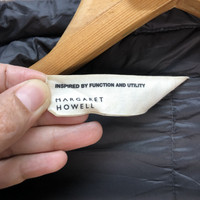 INSPIRED BY FUNCTION AND UTILITY
MARGARET
HOWELL